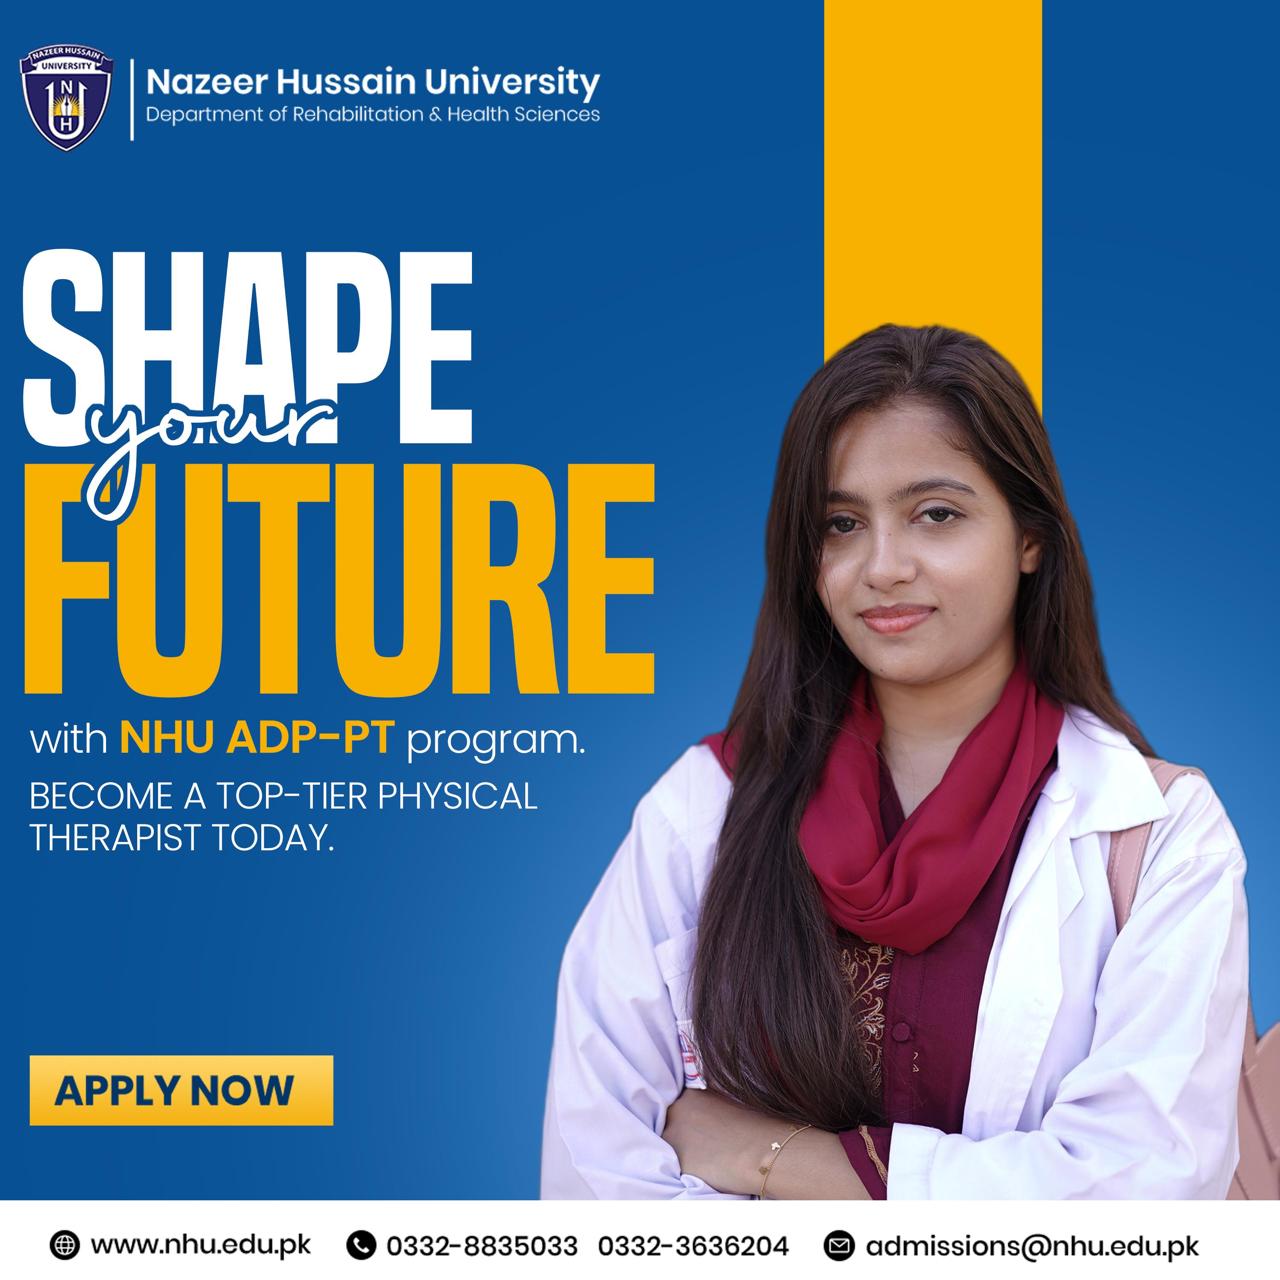 NAZEER HUSSAIN
UNIVERSITY
N
H
U
Nazeer Hussain University
Department of Rehabilitation & Health Sciences
SHAPE
your
FUTURE
with NHU ADP-PT program.
BECOME A TOP-TIER PHYSICAL
THERAPIST TODAY.
APPLY NOW
www.nhu.edu.pk 0332-8835033 0332-3636204 admissions@nhu.edu.pk